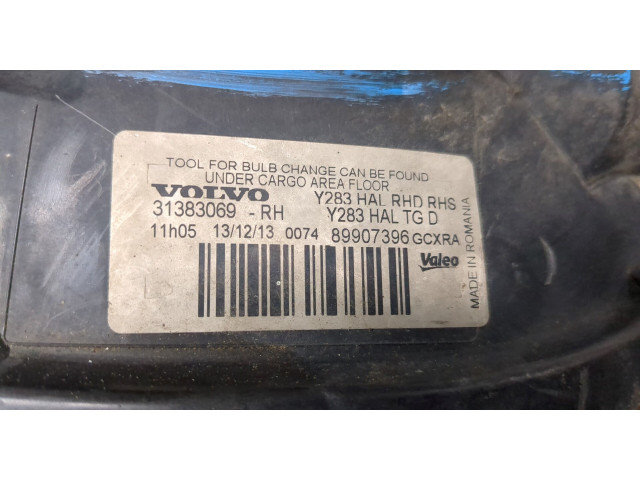 TOOL FOR BULB CHANGE CAN BE FOUND
UNDER CARGO AREA FLOOR
VOLVO Y283 HAL RHD RHS
31383069 - RH Y283 HAL TG D
11h05 13/12/13 0074 89907396 GCXRA
Valeo
MADE IN ROMANIA